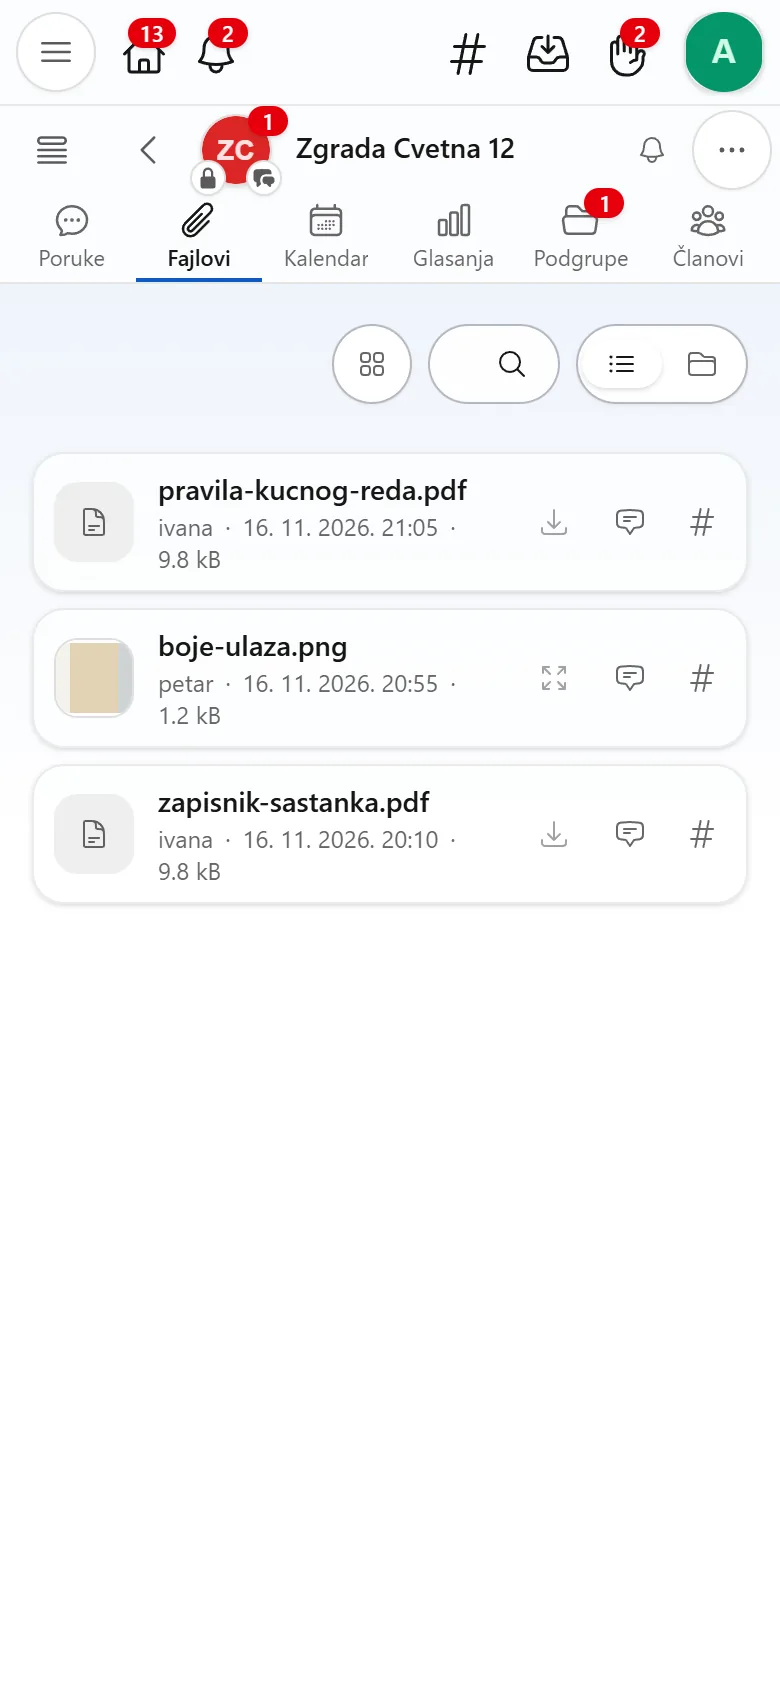 13
2
2
A
ZC
1
Zgrada Cvetna 12
Poruke
Fajlovi
Kalendar
Glasanja
1
Podgrupe
Članovi
pravila-kucnog-reda.pdf
ivana · 16. 11. 2026. 21:05 ·
9.8 kB
boje-ulaza.png
petar · 16. 11. 2026. 20:55 ·
1.2 kB
zapisnik-sastanka.pdf
ivana · 16. 11. 2026. 20:10 ·
9.8 kB